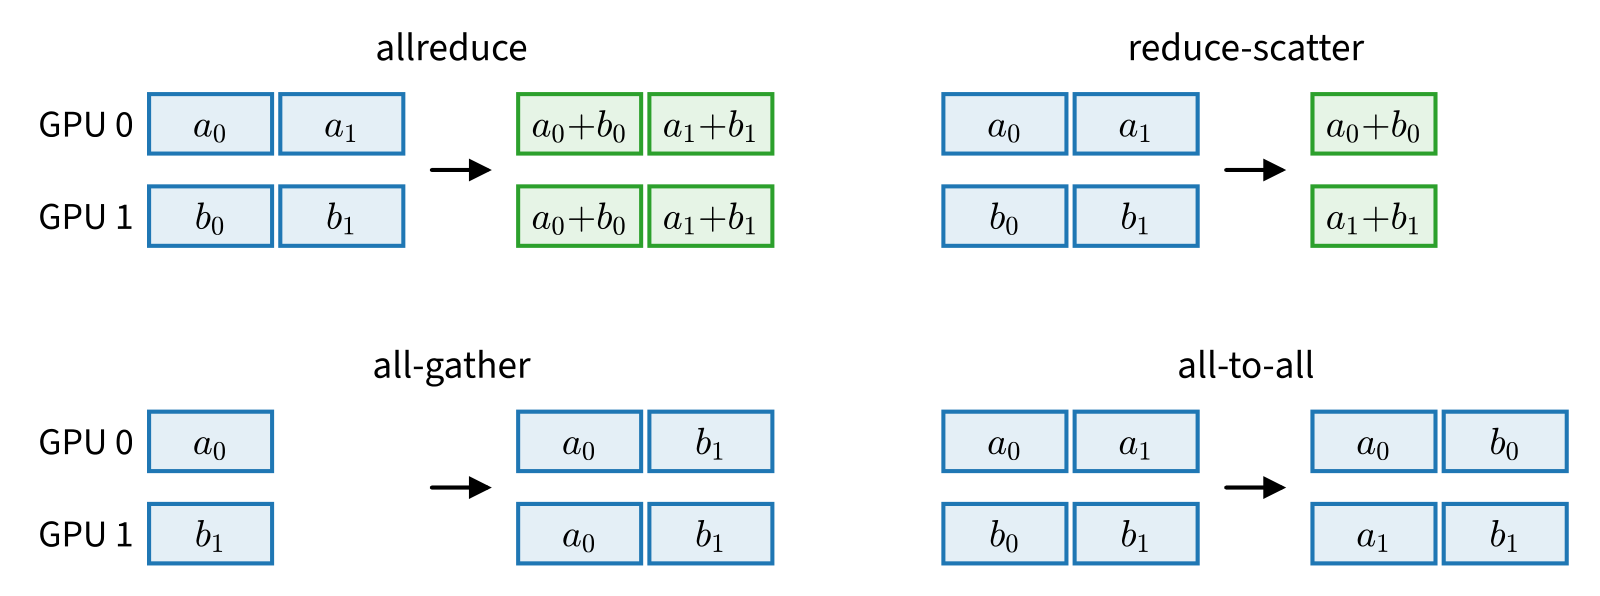 allreduce
reduce-scatter
GPU 0 a₀ a₁ a₀+b₀ a₁+b₁ a₀ a₁ a₀+b₀
GPU 1 b₀ b₁ a₀+b₀ a₁+b₁ b₀ b₁ a₁+b₁
all-gather
all-to-all
GPU 0 a₀ a₀ b₁ a₀ a₁ a₀ b₀
GPU 1 b₁ a₀ b₁ b₀ b₁ a₁ b₁